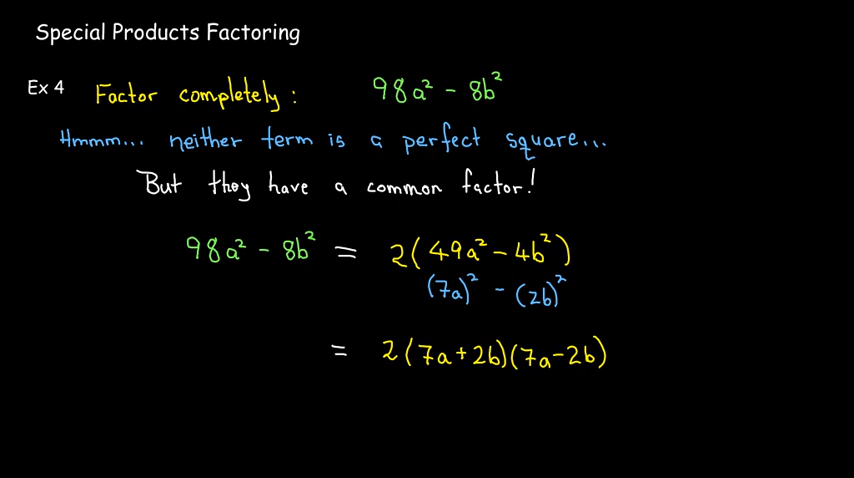 Special Products Factoring
Ex 4 Factor completely: 98a² - 8b²
Hmmm... neither term is a perfect square...
But they have a common factor!
98a² - 8b² = 2(49a² - 4b²)
(7a)² - (2b)²
= 2(7a+2b)(7a-2b)